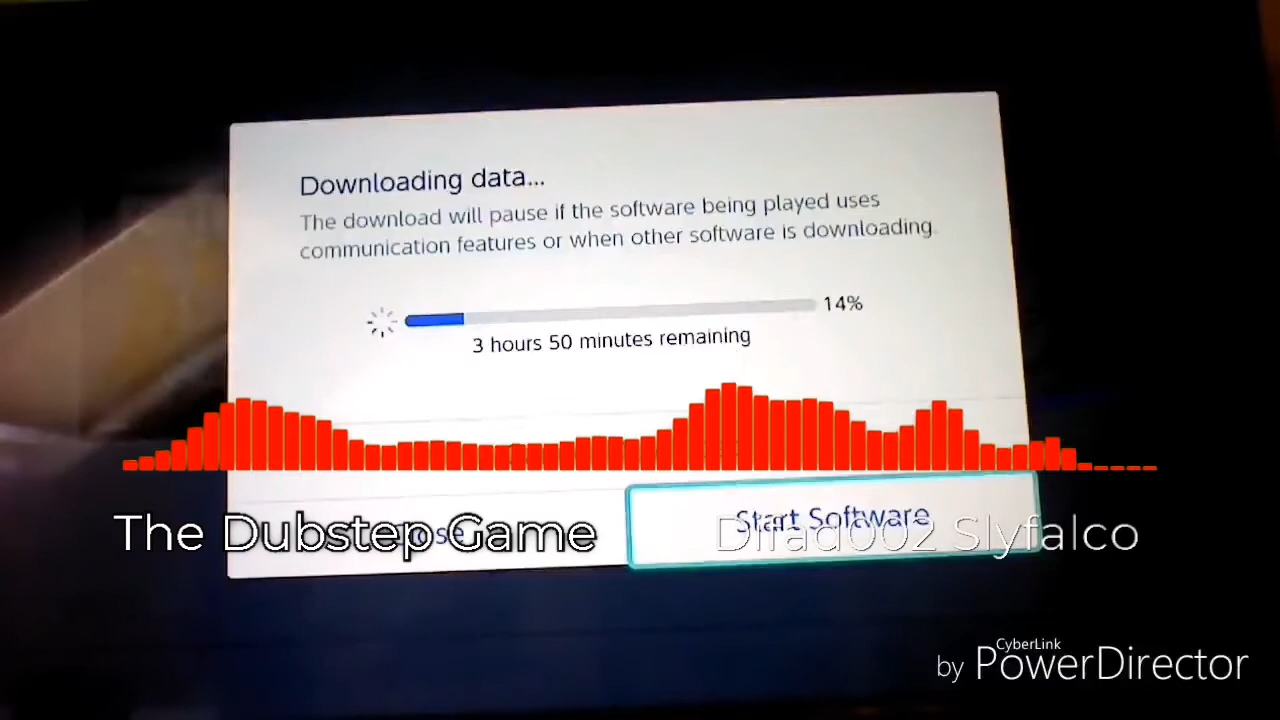 Downloading data...
The download will pause if the software being played uses
communication features or when other software is downloading.
14%
3 hours 50 minutes remaining
Start Software
The Dubstep Game
Slyfalco
CyberLink
by PowerDirector